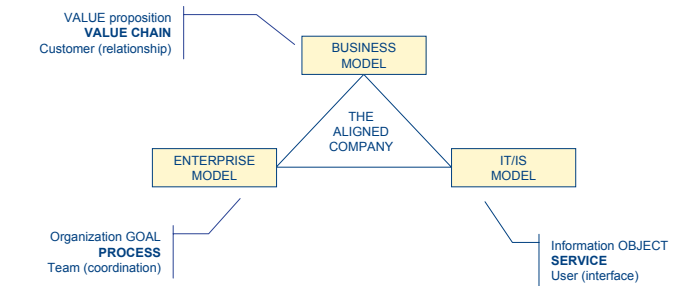 VALUE proposition
VALUE CHAIN
Customer (relationship)
BUSINESS
MODEL
THE
ALIGNED
COMPANY
ENTERPRISE
MODEL
IT/IS
MODEL
Organization GOAL
PROCESS
Team (coordination)
Information OBJECT
SERVICE
User (interface)